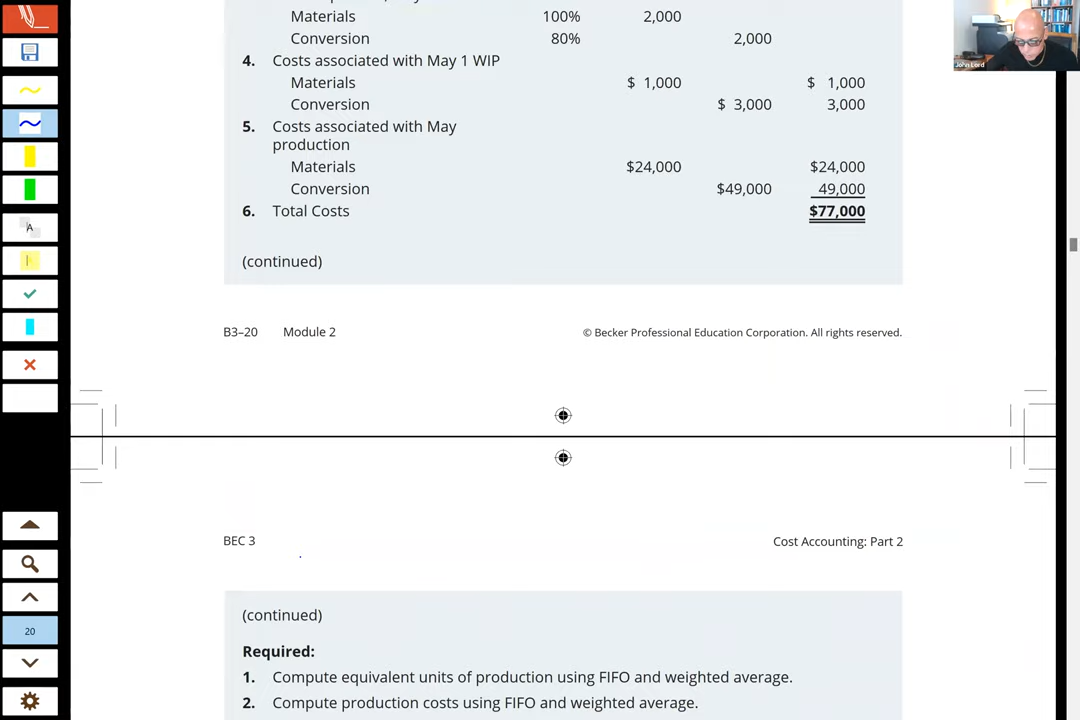 Materials 100% 2,000
Conversion 80% 2,000
4. Costs associated with May 1 WIP
Materials $ 1,000 $ 1,000
Conversion $ 3,000 3,000
5. Costs associated with May
production
Materials $24,000 $24,000
Conversion $49,000 49,000
6. Total Costs $77,000
(continued)
B3–20 Module 2 © Becker Professional Education Corporation. All rights reserved.
BEC 3 Cost Accounting: Part 2
(continued)
Required:
1. Compute equivalent units of production using FIFO and weighted average.
2. Compute production costs using FIFO and weighted average.
A
20
John Lord